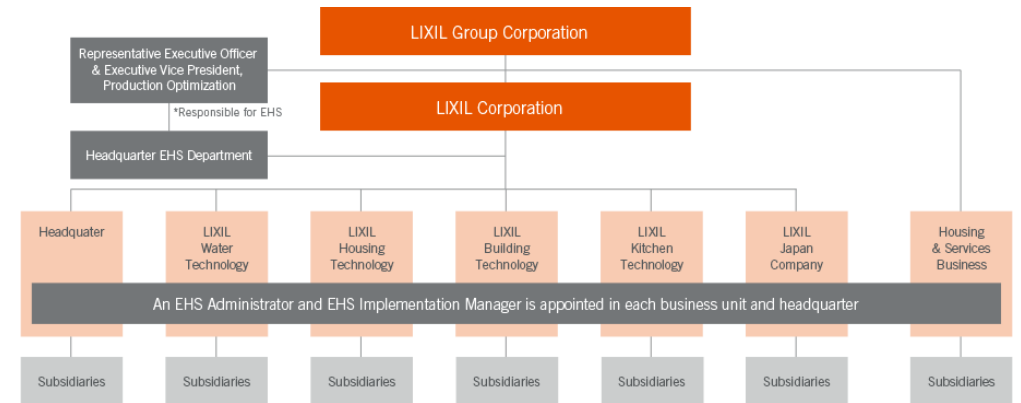 LIXIL Group Corporation
Representative Executive Officer
& Executive Vice President,
Production Optimization
LIXIL Corporation
*Responsible for EHS
Headquarter EHS Department
Headquater
LIXIL
Water
Technology
LIXIL
Housing
Technology
LIXIL
Building
Technology
LIXIL
Kitchen
Technology
LIXIL
Japan
Company
Housing
& Services
Business
An EHS Administrator and EHS Implementation Manager is appointed in each business unit and headquarter
Subsidiaries
Subsidiaries
Subsidiaries
Subsidiaries
Subsidiaries
Subsidiaries
Subsidiaries